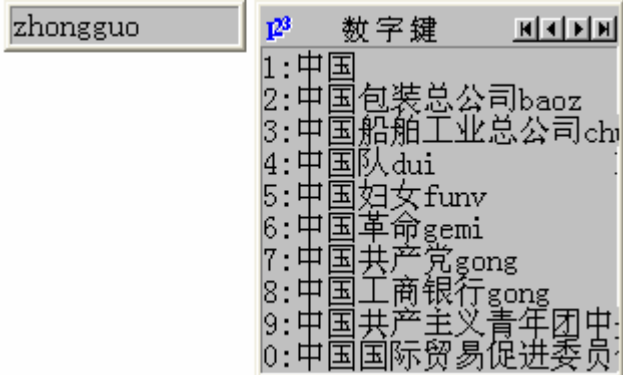 zhongguo
数字鍵
1:中国
2:中国包装总公司baoz
3:中国船舶工业总公司ch
4:中国队dui
5:中国妇女funv
6:中国革命gemi
7:中国共产党gong
8:中国工商银行gong
9:中国共产主义青年团中
0:中国国际贸易促进委员